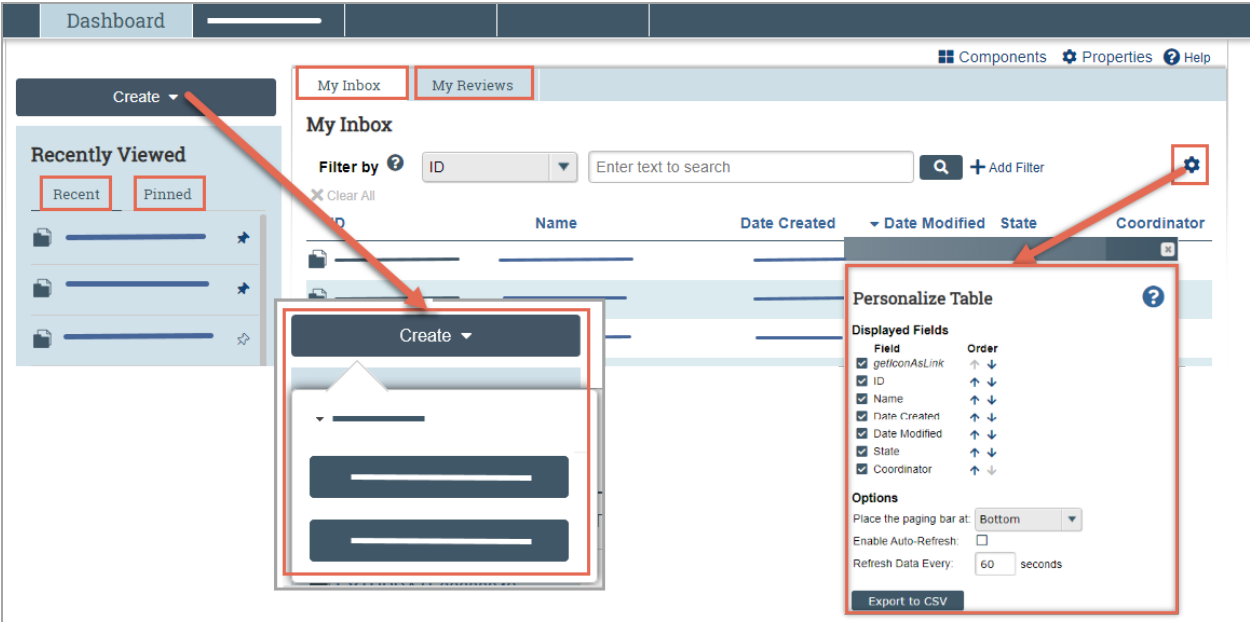 Dashboard
Components Properties Help
Create
My Inbox My Reviews
My Inbox
Recently Viewed
Filter by ID Enter text to search Add Filter
Recent Pinned
Clear All
Name Date Created Date Modified State Coordinator
Create
Personalize Table
Displayed Fields
Field Order
getIconAsLink
ID
Name
Date Created
Date Modified
State
Coordinator
Options
Place the paging bar at: Bottom
Enable Auto-Refresh:
Refresh Data Every: 60 seconds
Export to CSV